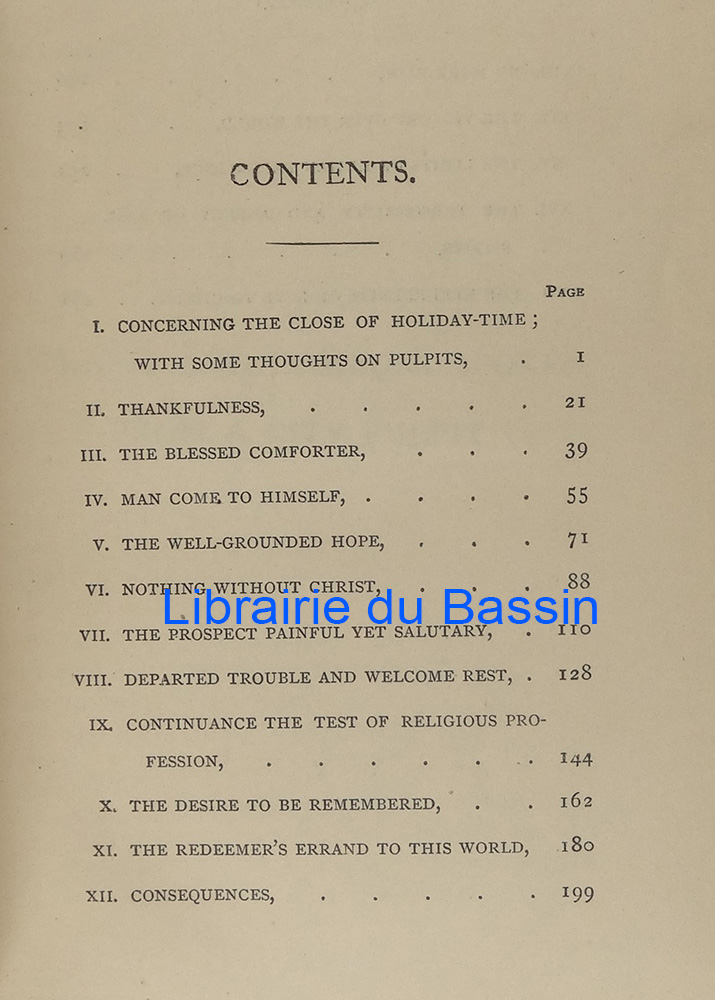 CONTENTS.
PAGE
I. CONCERNING THE CLOSE OF HOLIDAY-TIME ;
WITH SOME THOUGHTS ON PULPITS, . 1
II. THANKFULNESS, . . . . . 21
III. THE BLESSED COMFORTER, . . . 39
IV. MAN COME TO HIMSELF, . . . . 55
V. THE WELL-GROUNDED HOPE, . . . 71
VI. NOTHING WITHOUT CHRIST, . . . 88
Librairie du Bassin
VII. THE PROSPECT PAINFUL YET SALUTARY, . 110
VIII. DEPARTED TROUBLE AND WELCOME REST, . 128
IX. CONTINUANCE THE TEST OF RELIGIOUS PRO-
FESSION, . . . . . . 144
X. THE DESIRE TO BE REMEMBERED, . . 162
XI. THE REDEEMER'S ERRAND TO THIS WORLD, 180
XII. CONSEQUENCES, . . . . . 199